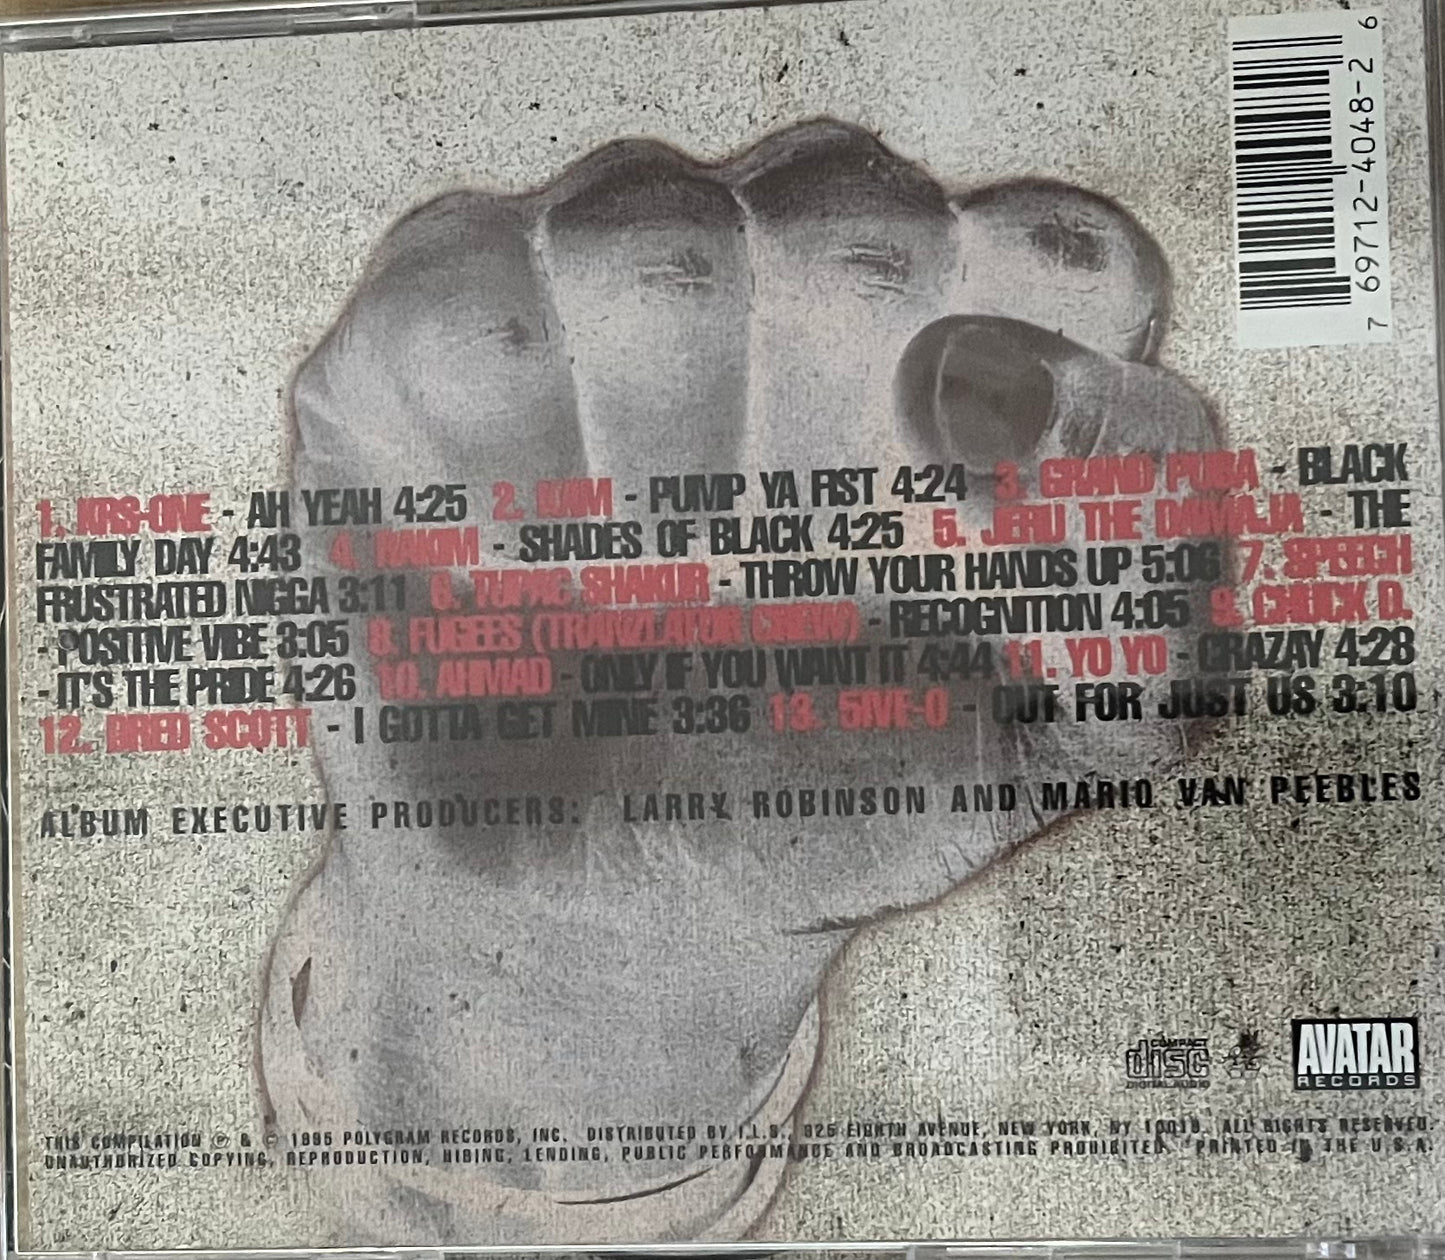 7 69712-4048-2 6
1. KRS-ONE - AH YEAH 4:25 2. KAM - PUMP YA FIST 4:24 3. GRAND PUBA - BLACK
FAMILY DAY 4:43 4. RAKIM - SHADES OF BLACK 4:25 5. JERU THE DAMAJA - THE
FRUSTRATED NIGGA 3:11 6. TUPAC SHAKUR - THROW YOUR HANDS UP 5:06 7. SPEECH
- POSITIVE VIBE 3:05 8. FUGEES (TRANZLATOR CREW) - RECOGNITION 4:05 9. CHUCK D.
- IT'S THE PRIDE 4:26 10. AHMAD - ONLY IF YOU WANT IT 4:44 11. YO YO - CRAZAY 4:28
12. DRED SCOTT - I GOTTA GET MINE 3:36 13. 5IVE-O - OUT FOR JUST US 3:10
ALBUM EXECUTIVE PRODUCERS: LARRY ROBINSON AND MARIO VAN PEEBLES
COMPACT
disc
DIGITAL AUDIO
AVATAR
RECORDS
THIS COMPILATION ℗ & © 1995 POLYGRAM RECORDS, INC. DISTRIBUTED BY I.L.S., 825 EIGHTH AVENUE, NEW YORK, NY 10019. ALL RIGHTS RESERVED.
UNAUTHORIZED COPYING, REPRODUCTION, HIRING, LENDING, PUBLIC PERFORMANCE AND BROADCASTING PROHIBITED. PRINTED IN THE U.S.A.